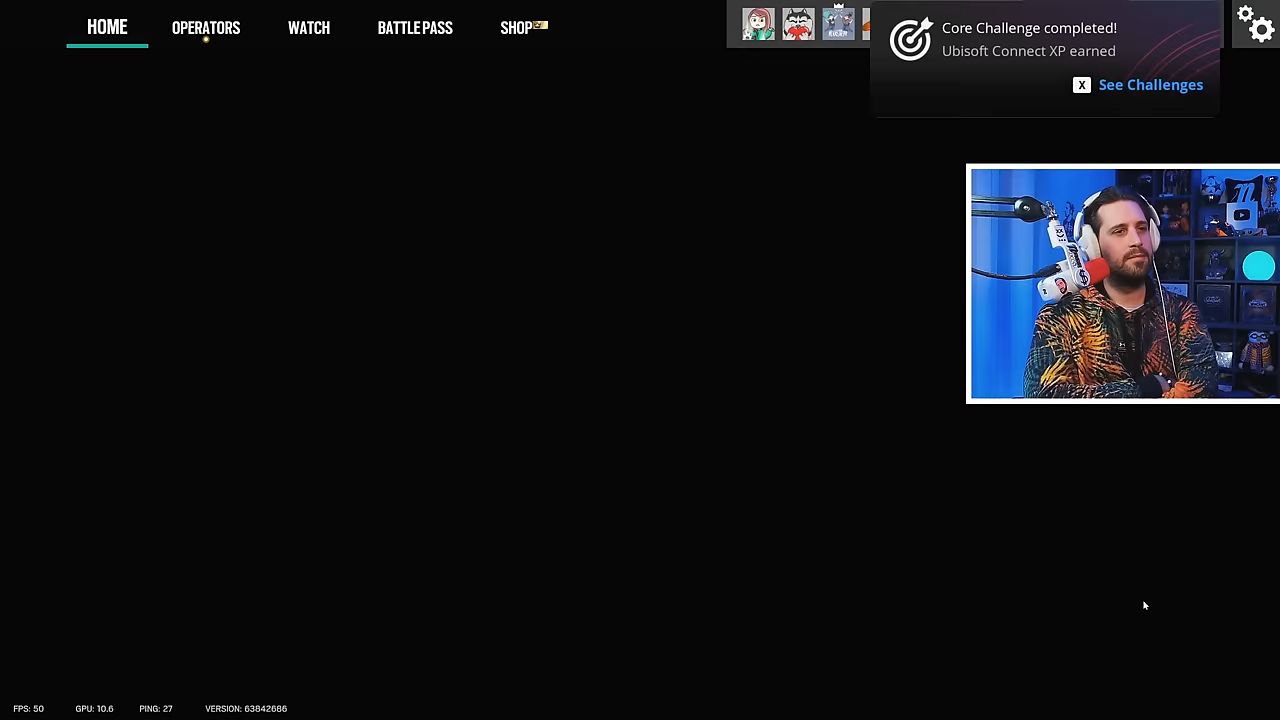 HOME
OPERATORS
WATCH
BATTLE PASS
SHOP
Core Challenge completed!
Ubisoft Connect XP earned
X See Challenges
FPS: 50
GPU: 10.6
PING: 27
VERSION: 63842686